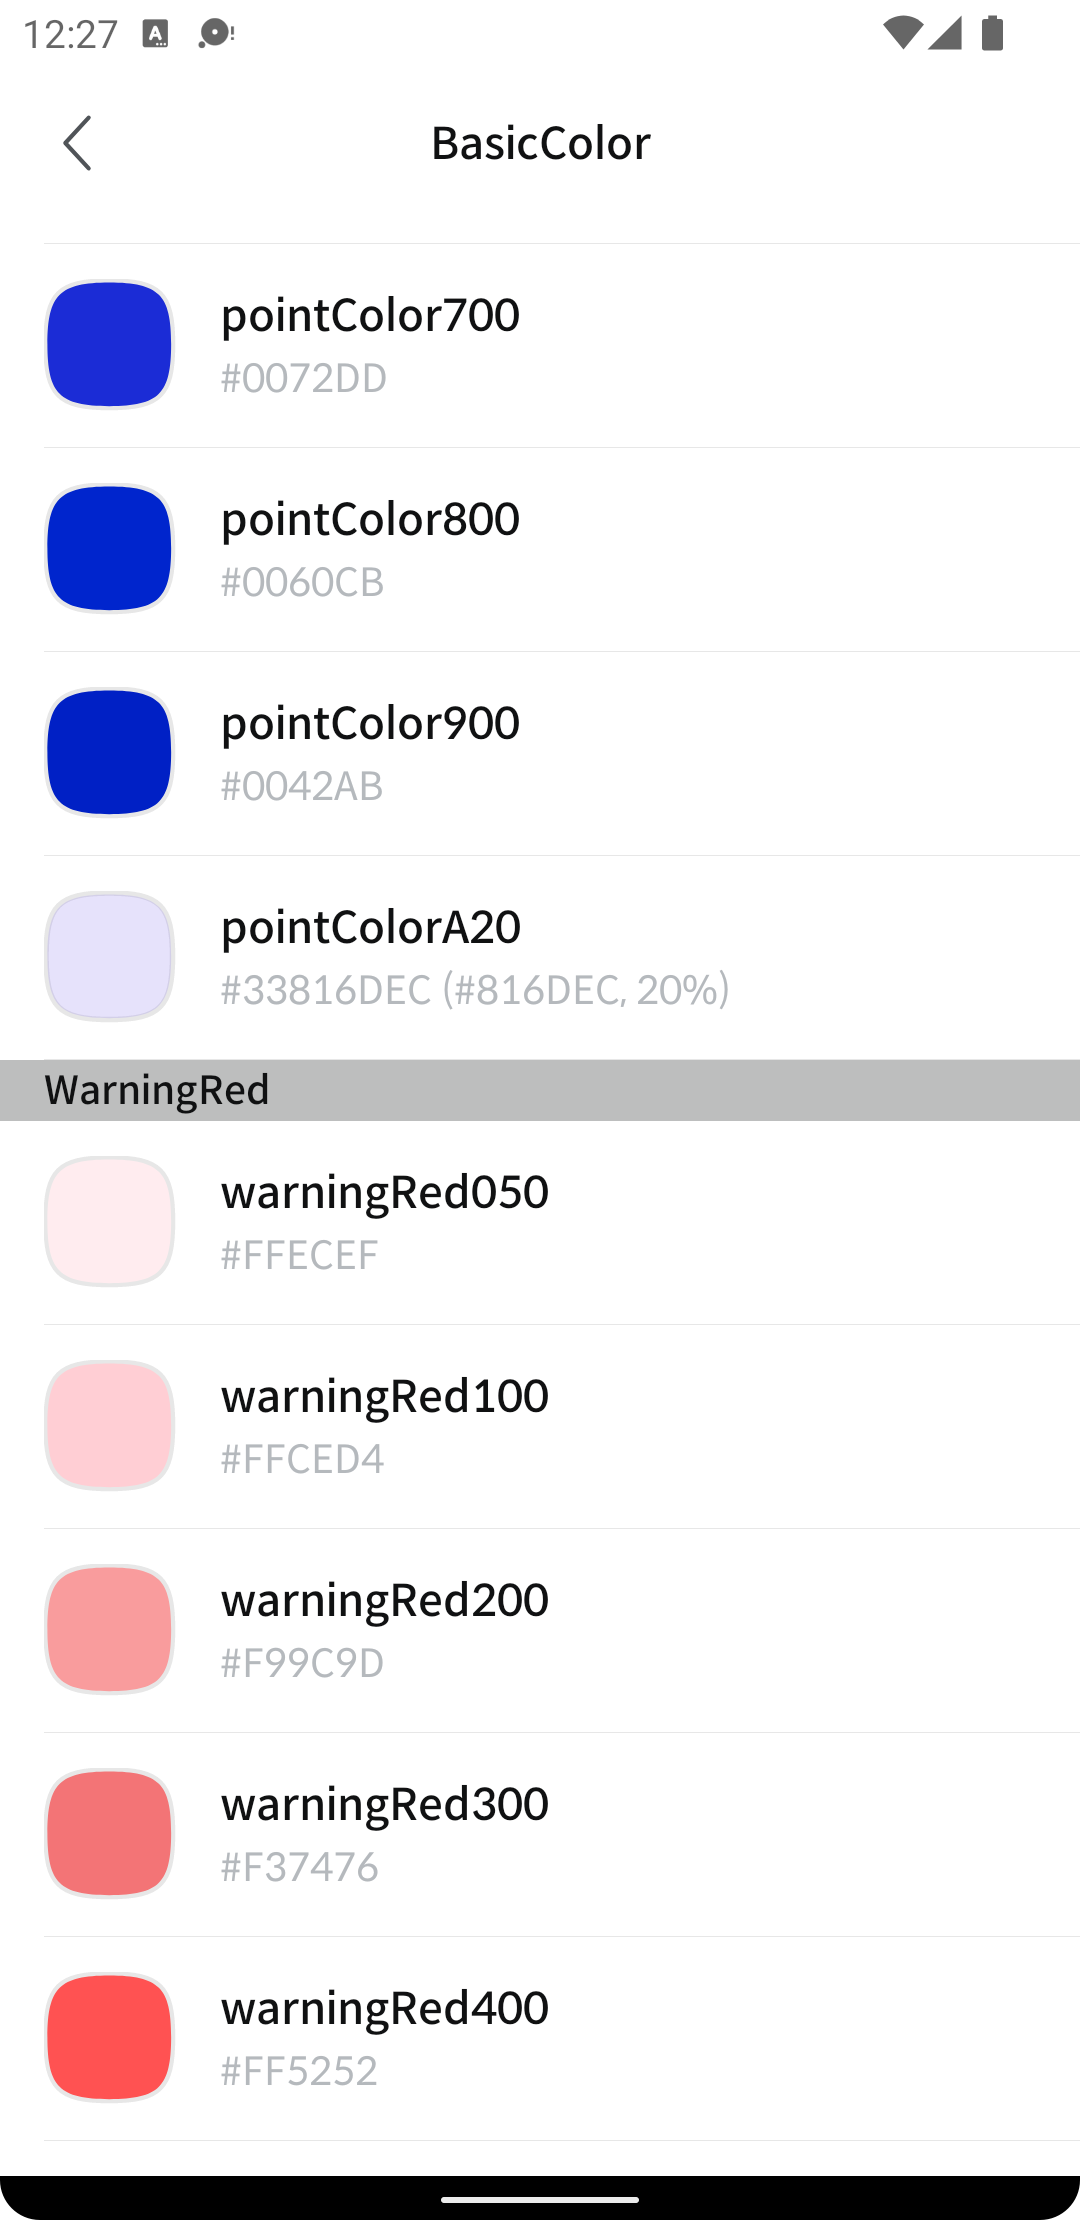 12:27
BasicColor
pointColor700
#0072DD
pointColor800
#0060CB
pointColor900
#0042AB
pointColorA20
#33816DEC (#816DEC, 20%)
WarningRed
warningRed050
#FFECEF
warningRed100
#FFCED4
warningRed200
#F99C9D
warningRed300
#F37476
warningRed400
#FF5252